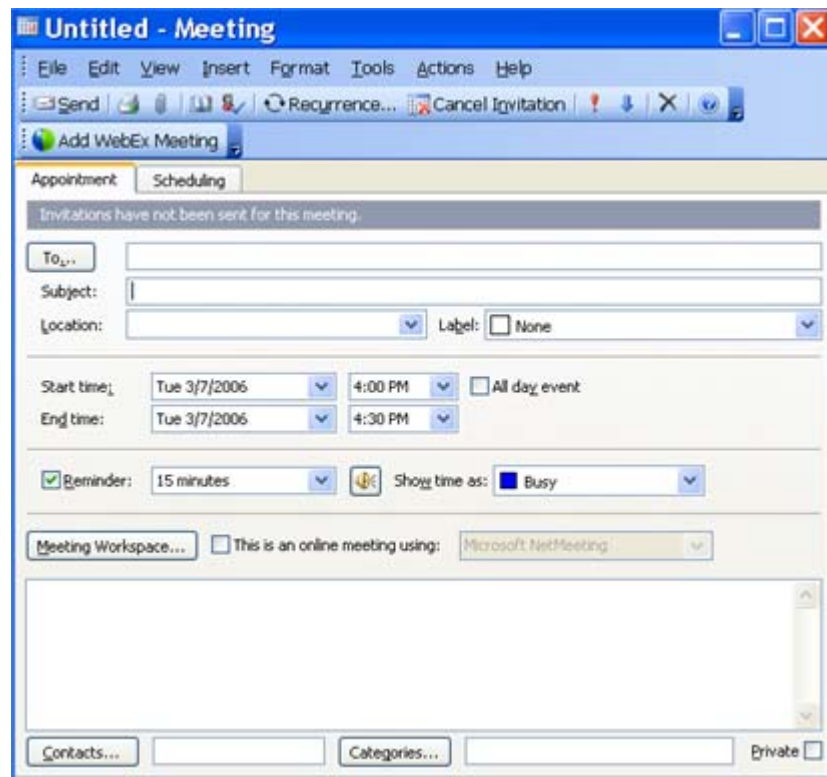 Untitled - Meeting
File Edit View Insert Format Tools Actions Help
Send Recurrence... Cancel Invitation
Add WebEx Meeting
Appointment Scheduling
Invitations have not been sent for this meeting.
To...
Subject:
Location: Label: None
Start time: Tue 3/7/2006 4:00 PM All day event
End time: Tue 3/7/2006 4:30 PM
Reminder: 15 minutes Show time as: Busy
Meeting Workspace... This is an online meeting using: Microsoft NetMeeting
Contacts... Categories... Private